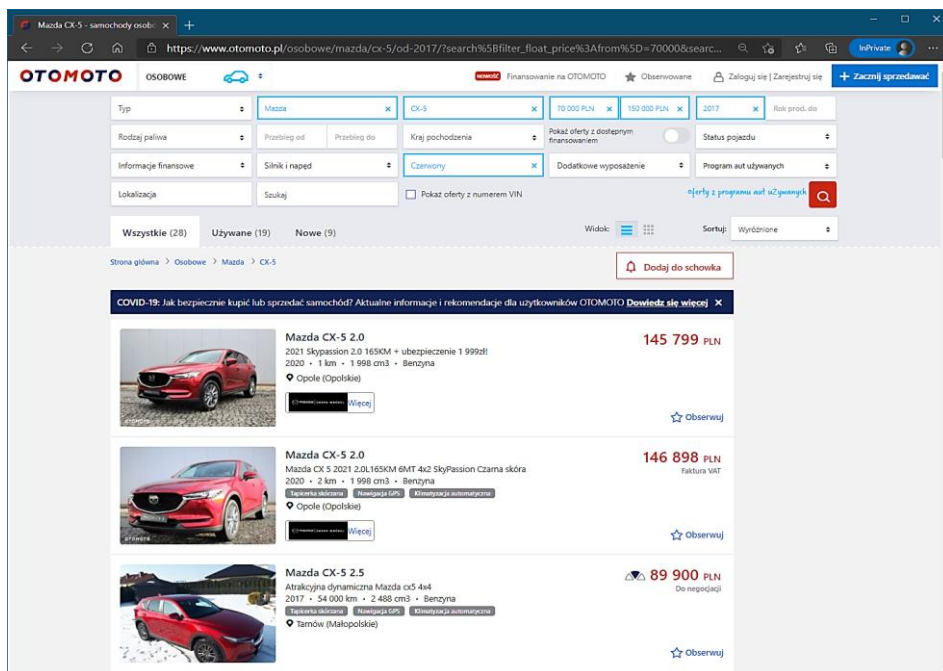 Mazda CX-5 - samochody osobo
https://www.otomoto.pl/osobowe/mazda/cx-5/od-2017/?search%5Bfilter_float_price%3Afrom%5D=70000&searc...
InPrivate
OTOMOTO
OSOBOWE
NOWOŚĆ Finansowanie na OTOMOTO
Obserwowane
Zaloguj się | Zarejestruj się
+ Zacznij sprzedawać
Typ
Mazda
CX-5
70 000 PLN
150 000 PLN
2017
Rok prod. do
Rodzaj paliwa
Przebieg od
Przebieg do
Kraj pochodzenia
Pokaż oferty z dostępnym
finansowaniem
Status pojazdu
Informacje finansowe
Silnik i napęd
Czerwony
Dodatkowe wyposażenie
Program aut używanych
Lokalizacja
Szukaj
Pokaż oferty z numerem VIN
oferty z programu aut używanych
Wszystkie (28)
Używane (19)
Nowe (9)
Widok:
Sortuj:
Wyróżnione
Strona główna > Osobowe > Mazda > CX-5
Dodaj do schowka
COVID-19: Jak bezpiecznie kupić lub sprzedać samochód? Aktualne informacje i rekomendacje dla użytkowników OTOMOTO Dowiedz się więcej
Mazda CX-5 2.0
145 799 PLN
2021 Skypassion 2.0 165KM + ubezpieczenie 1 999zł!
2020 • 1 km • 1 998 cm3 • Benzyna
Opole (Opolskie)
Więcej
Obserwuj
OTOMOTO
Mazda CX-5 2.0
146 898 PLN
Mazda CX 5 2021 2.0L165KM 6MT 4x2 SkyPassion Czarna skóra
Faktura VAT
2020 • 2 km • 1 998 cm3 • Benzyna
Tapicerka skórzana
Nawigacja GPS
Klimatyzacja automatyczna
Opole (Opolskie)
Więcej
Obserwuj
OTOMOTO
Mazda CX-5 2.5
89 900 PLN
Atrakcyjna dynamiczna Mazda cx5 4x4
Do negocjacji
2017 • 54 000 km • 2 488 cm3 • Benzyna
Tapicerka skórzana
Nawigacja GPS
Klimatyzacja automatyczna
Tarnów (Małopolskie)
Obserwuj